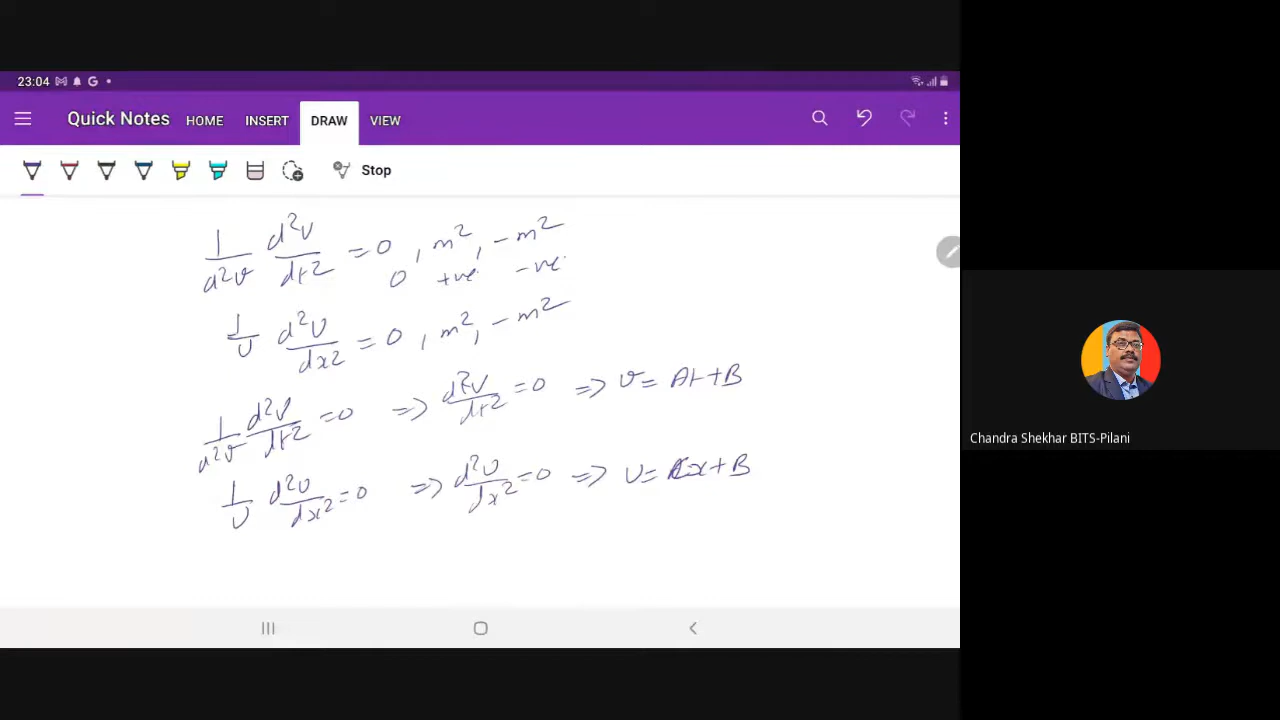 23:04
Quick Notes HOME INSERT DRAW VIEW
Stop
1/(a²v) d²v/dt² = 0, m², -m²
0 +ve -ve
1/U d²U/dx² = 0, m², -m²
1/(a²v) d²v/dt² = 0 => d²v/dt² = 0 => v = At+B
1/U d²U/dx² = 0 => d²U/dx² = 0 => U = Cx+B
Chandra Shekhar BITS-Pilani